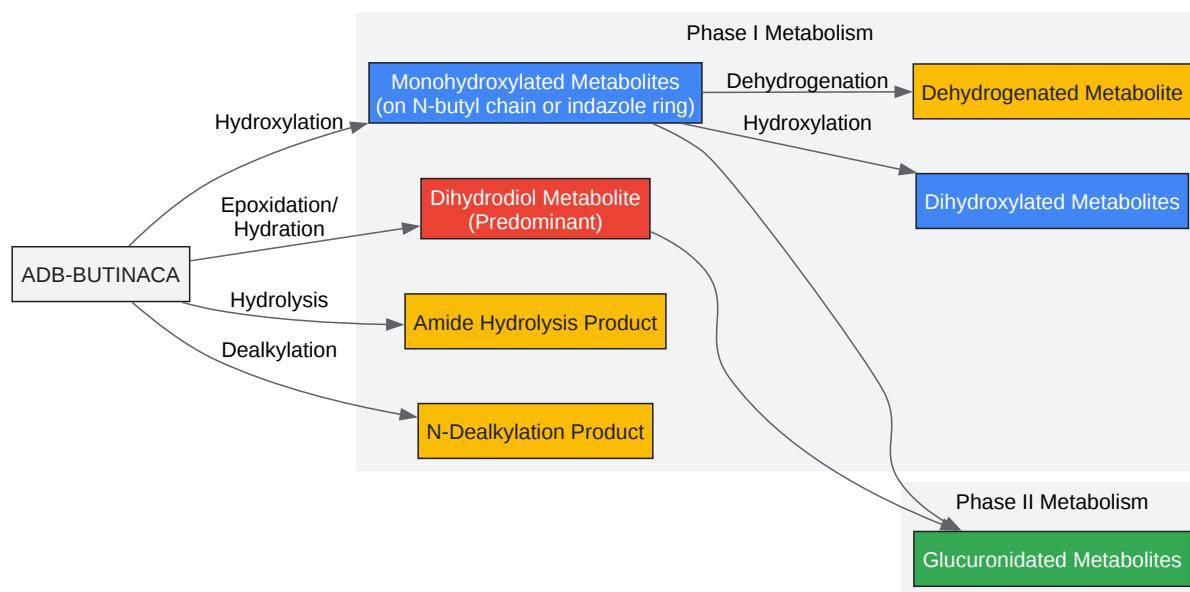 Phase I Metabolism
Monohydroxylated Metabolites
(on N-butyl chain or indazole ring)
Dehydrogenation
Dehydrogenated Metabolite
Hydroxylation
Hydroxylation
Dihydrodiol Metabolite
(Predominant)
Dihydroxylated Metabolites
Epoxidation/
Hydration
ADB-BUTINACA
Hydrolysis
Amide Hydrolysis Product
Dealkylation
N-Dealkylation Product
Phase II Metabolism
Glucuronidated Metabolites